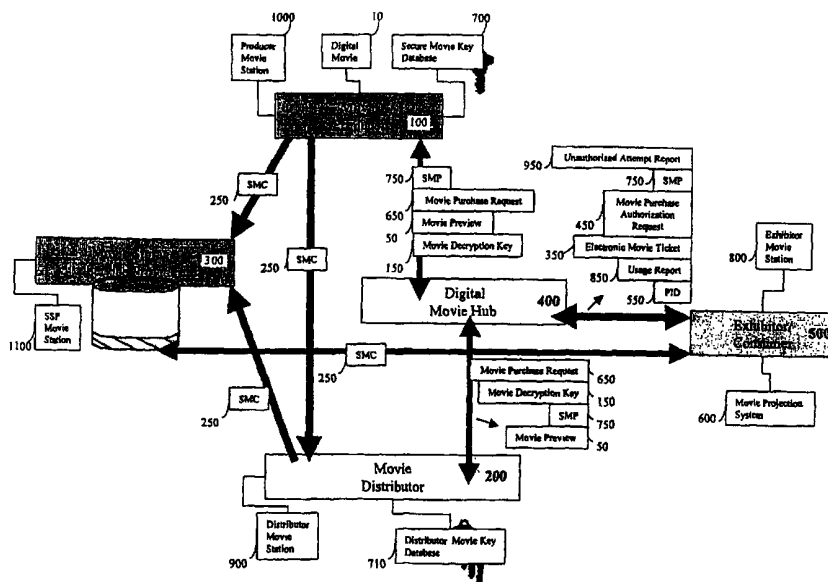 1000
10
700
Producer
Movie
Station
Digital
Movie
Secure Movie Key
Database
100
950
Unauthorized Attempt Report
750
SMP
450
Movie Purchase
Authorization
Request
350
Electronic Movie Ticket
850
Usage Report
550
PID
750
SMP
650
Movie Purchase Request
50
Movie Preview
150
Movie Decryption Key
250
SMC
800
Exhibitor
Movie
Station
300
250
SMC
Digital
Movie Hub
400
Exhibitor/
Consumer
500
SSP
Movie
Station
1100
SMC
250
Movie Purchase Request
650
Movie Decryption Key
150
SMP
750
Movie Preview
50
Movie Projection
System
600
SMC
250
Movie
Distributor
200
Distributor
Movie
Station
900
Distributor Movie Key
Database
710